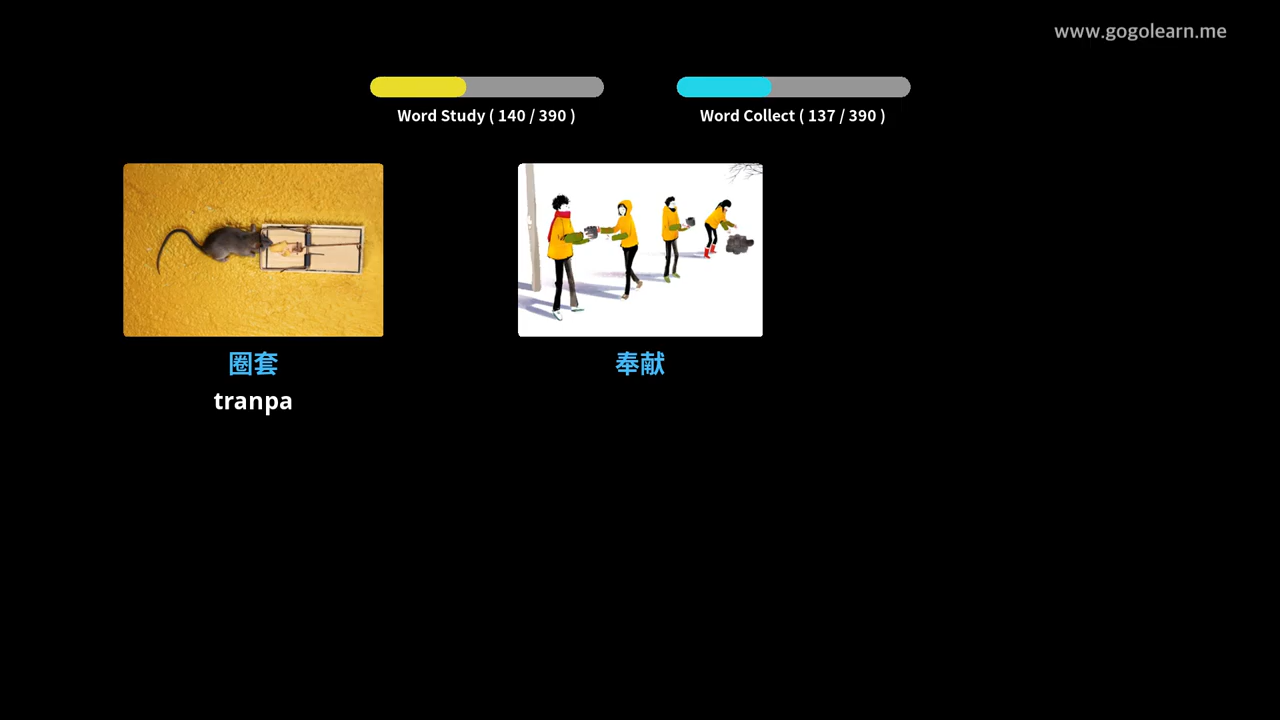 www.gogolearn.me
Word Study ( 140 / 390 )
Word Collect ( 137 / 390 )
圈套
奉献
tranpa